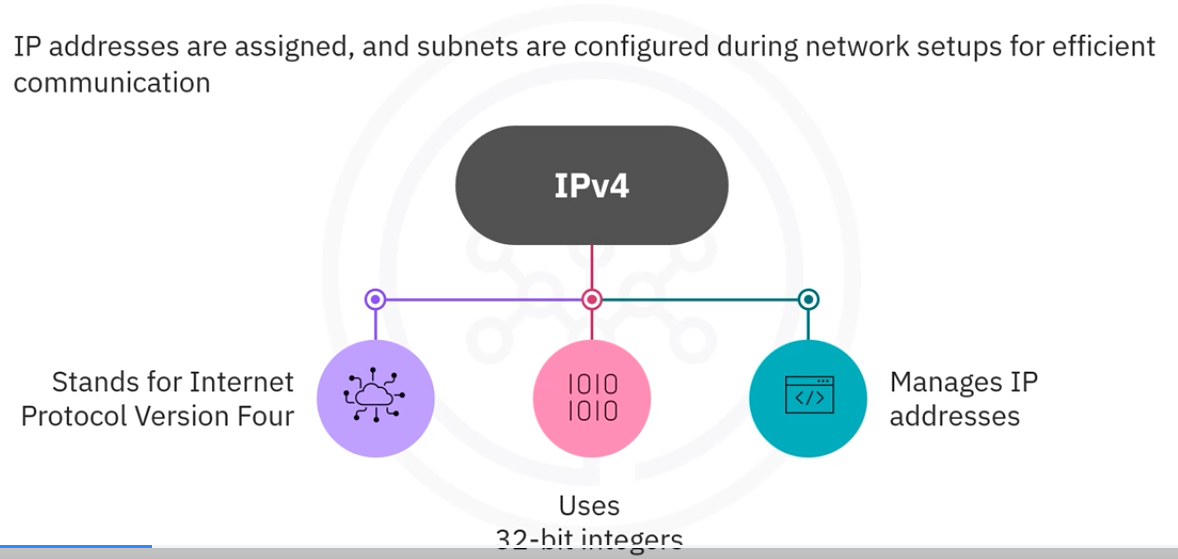 IP addresses are assigned, and subnets are configured during network setups for efficient
communication
IPv4
Stands for Internet
Protocol Version Four
1010
1010
</>
Manages IP
addresses
Uses
32-bit integers